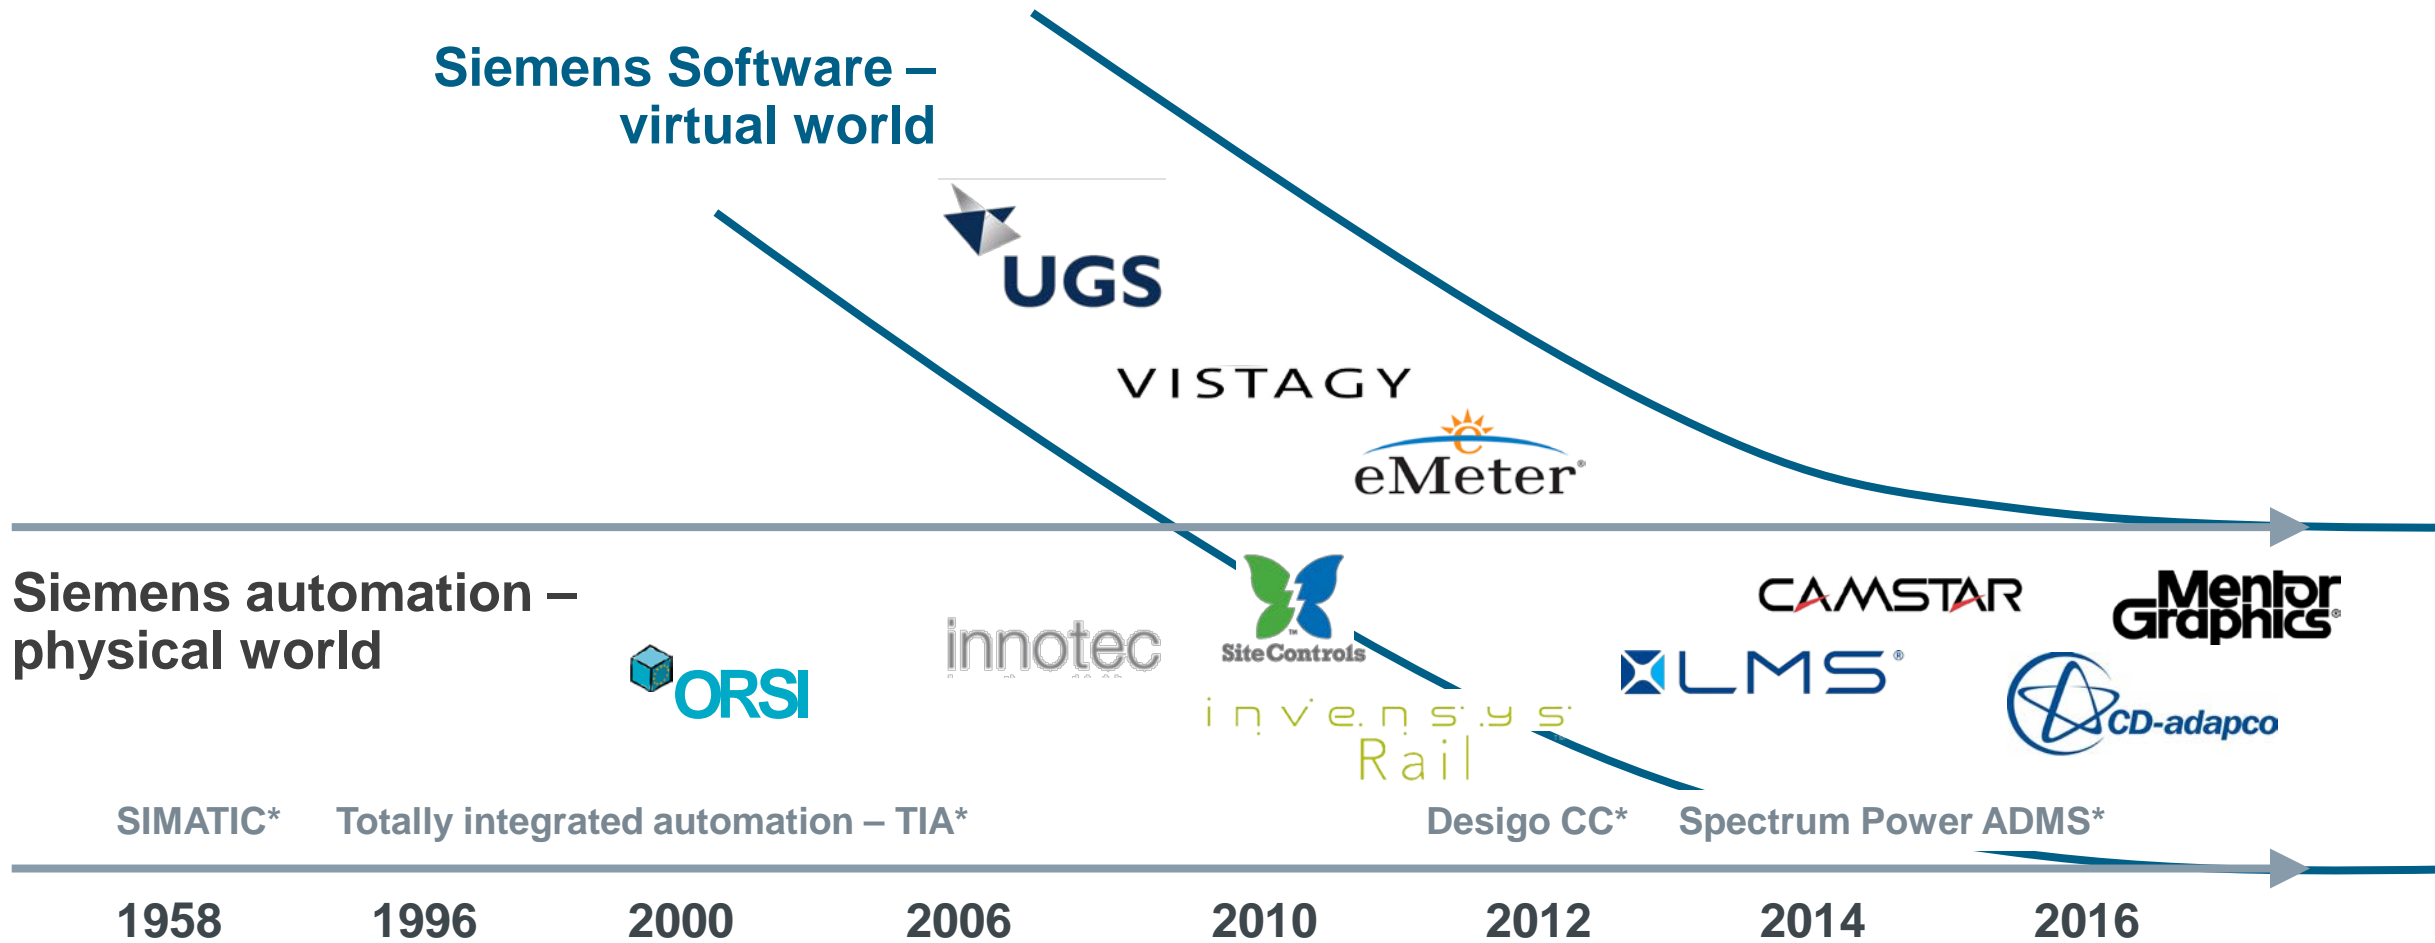 Siemens Software –
virtual world
UGS
VISTAGY
eMeter®
Siemens automation –
physical world
ORSI
innotec
SiteControls™
invensys
Rail
CAMSTAR
LMS®
Mentor
Graphics®
CD-adapco
SIMATIC* Totally integrated automation – TIA* Desigo CC* Spectrum Power ADMS*
1958 1996 2000 2006 2010 2012 2014 2016